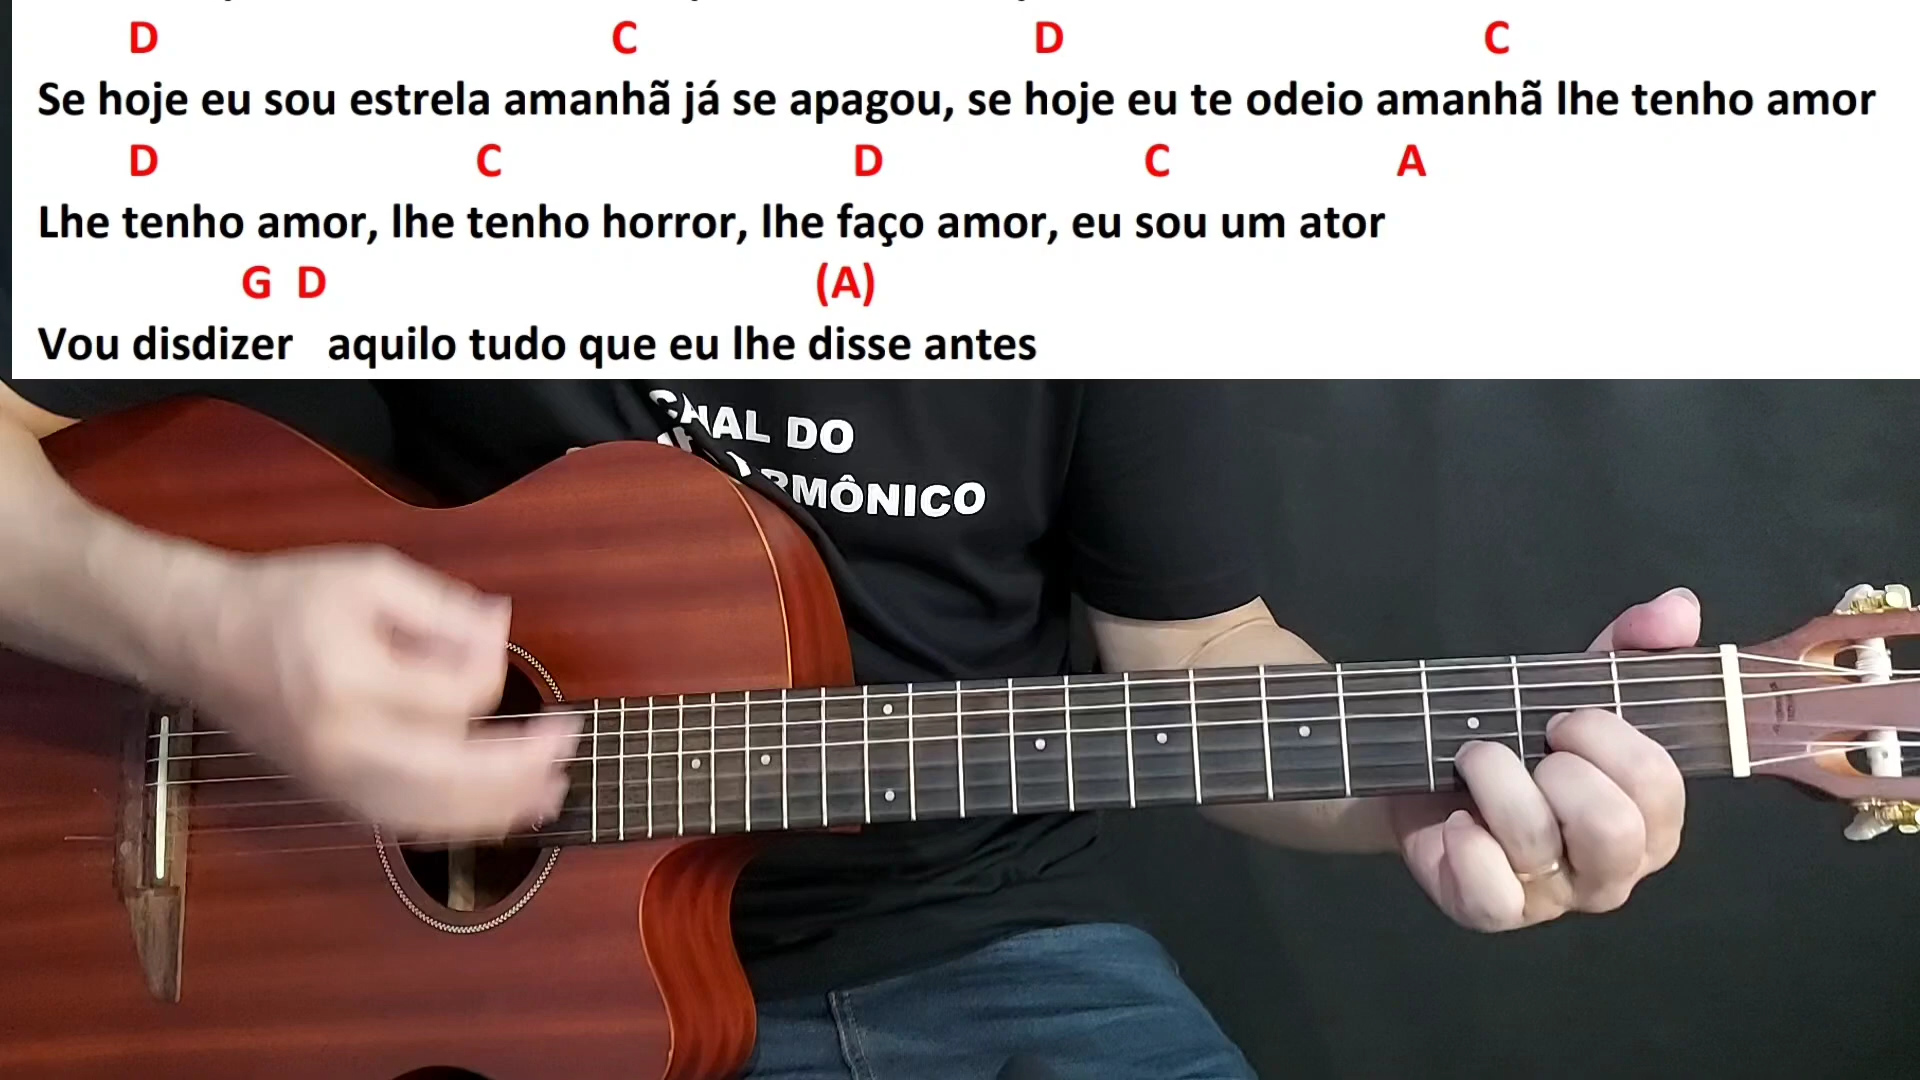 D C D C
Se hoje eu sou estrela amanhã já se apagou, se hoje eu te odeio amanhã lhe tenho amor
D C D C A
Lhe tenho amor, lhe tenho horror, lhe faço amor, eu sou um ator
G D (A)
Vou disdizer aquilo tudo que eu lhe disse antes
DO